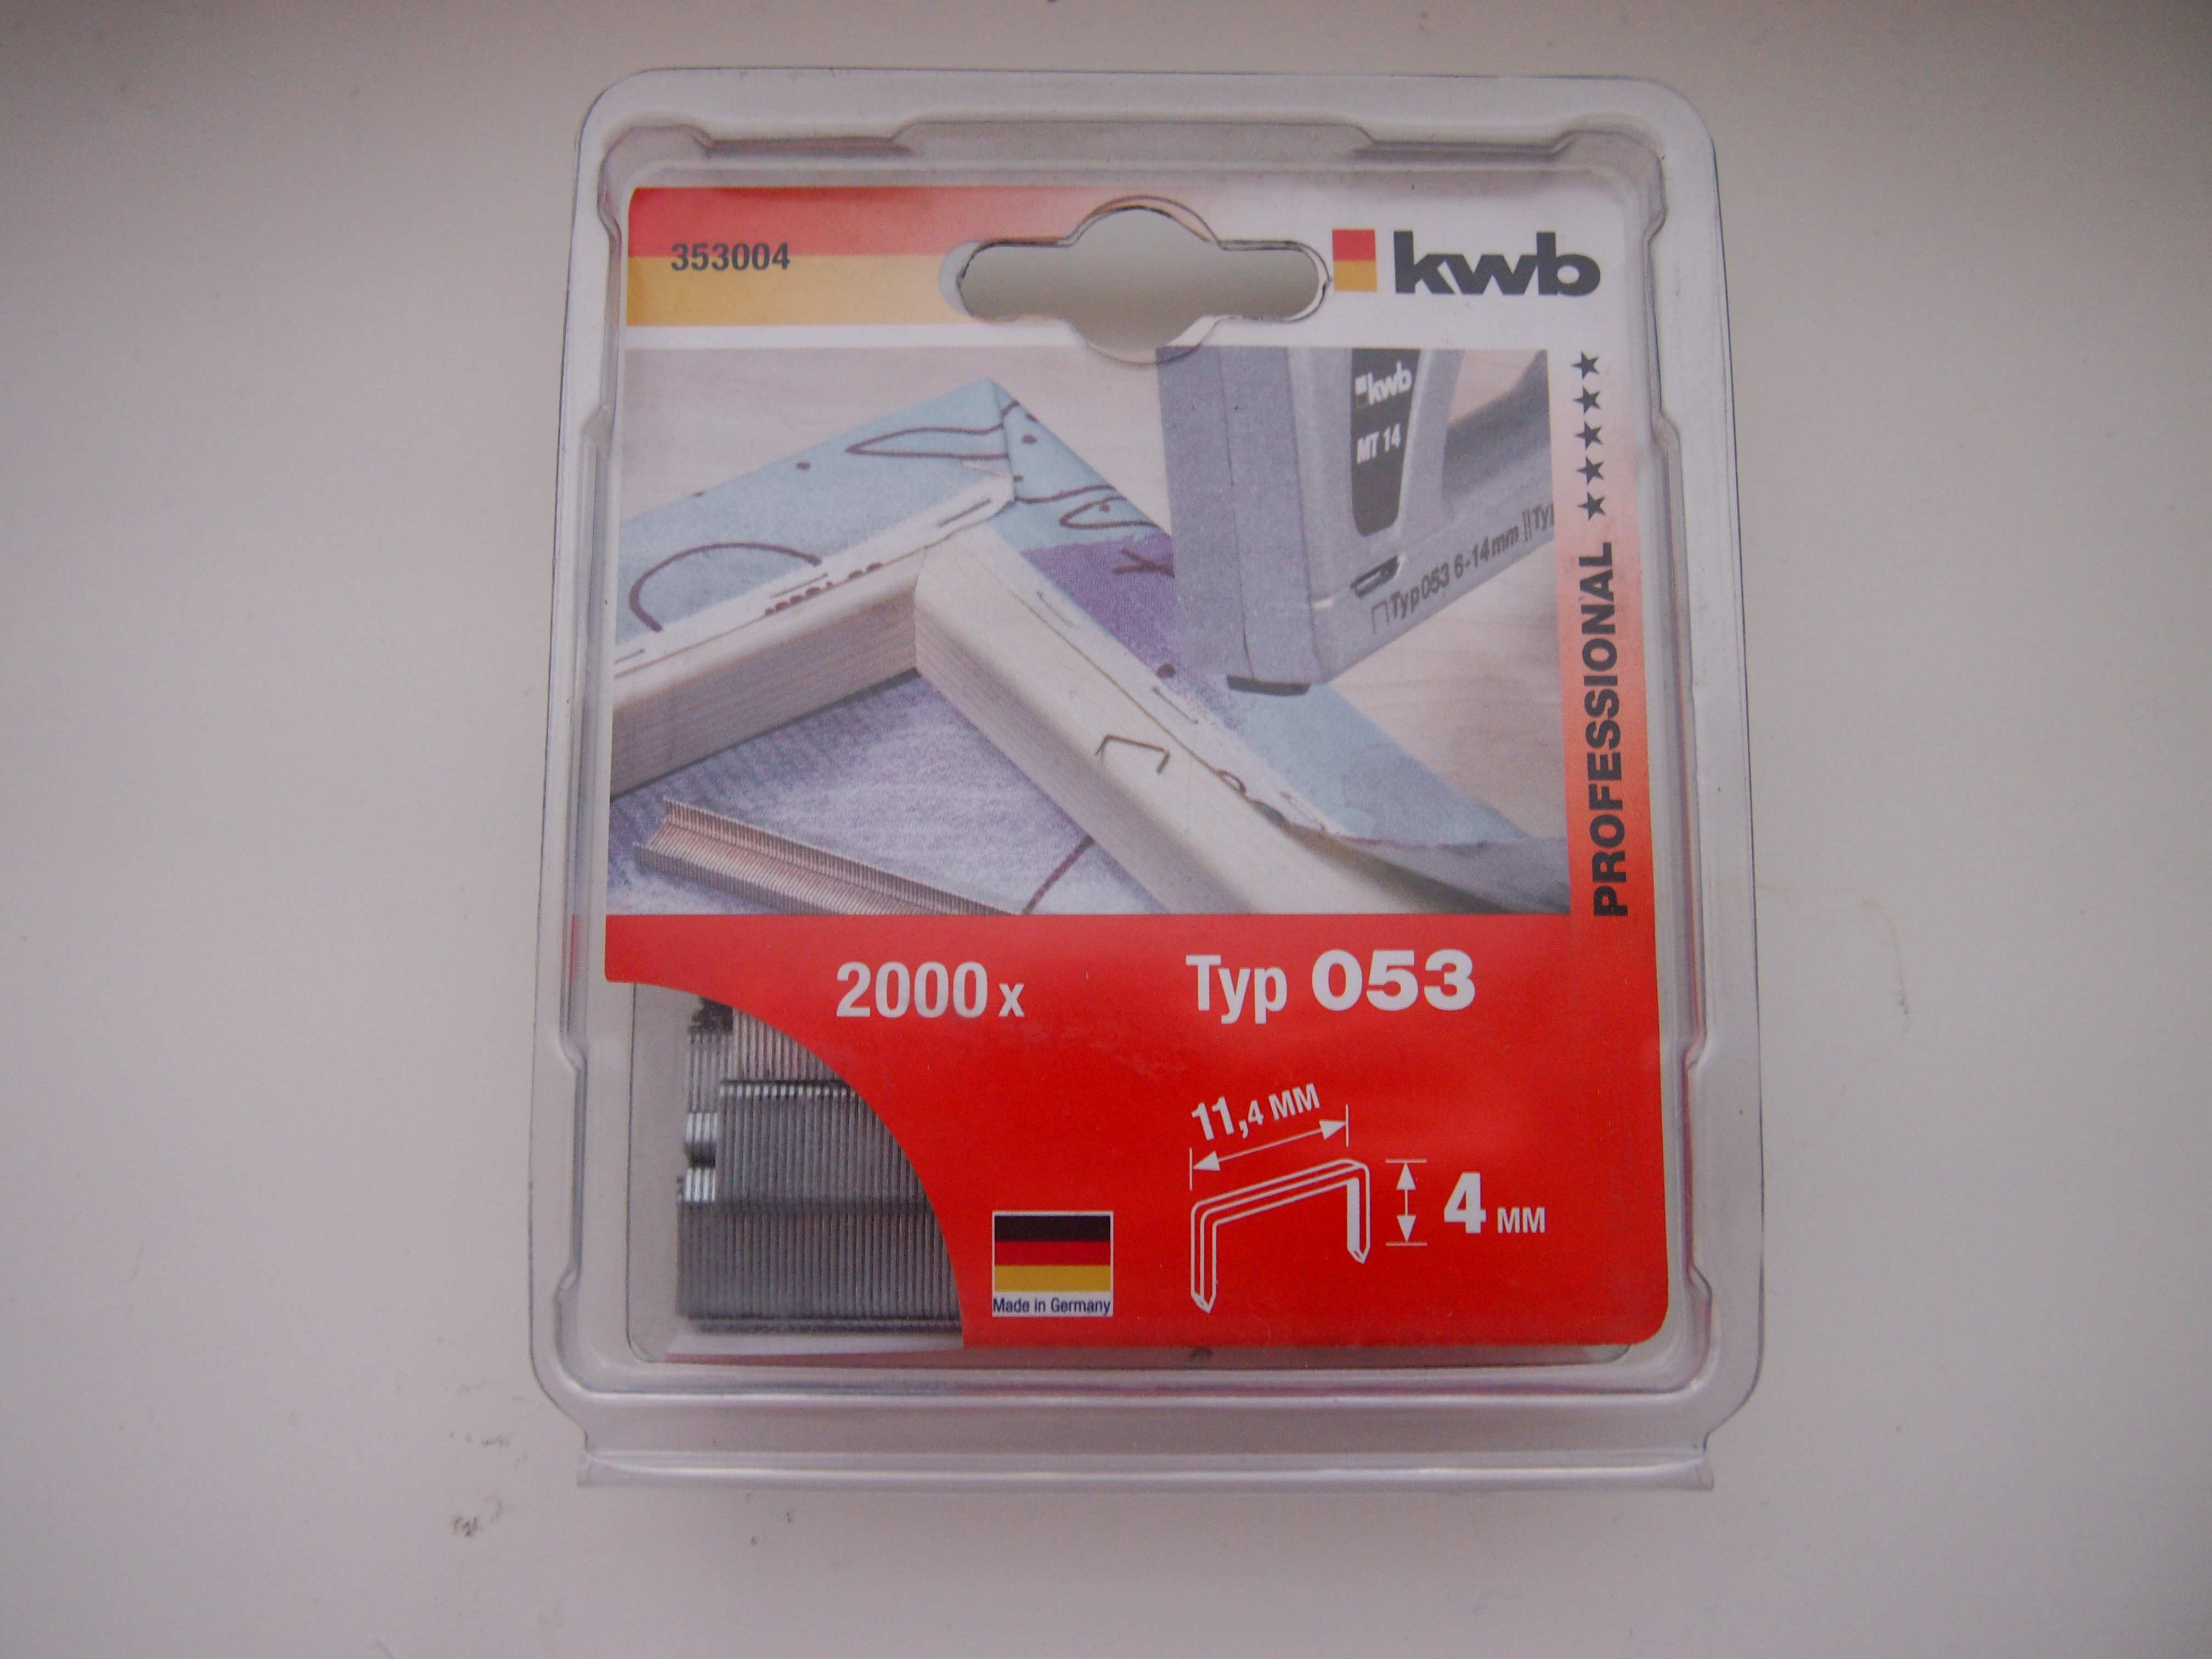 353004
kwb
kwb
MT 14
Typ 053 6-14mm
PROFESSIONAL ★★★★★
2000 x
Typ 053
11,4 MM
4 MM
Made in Germany